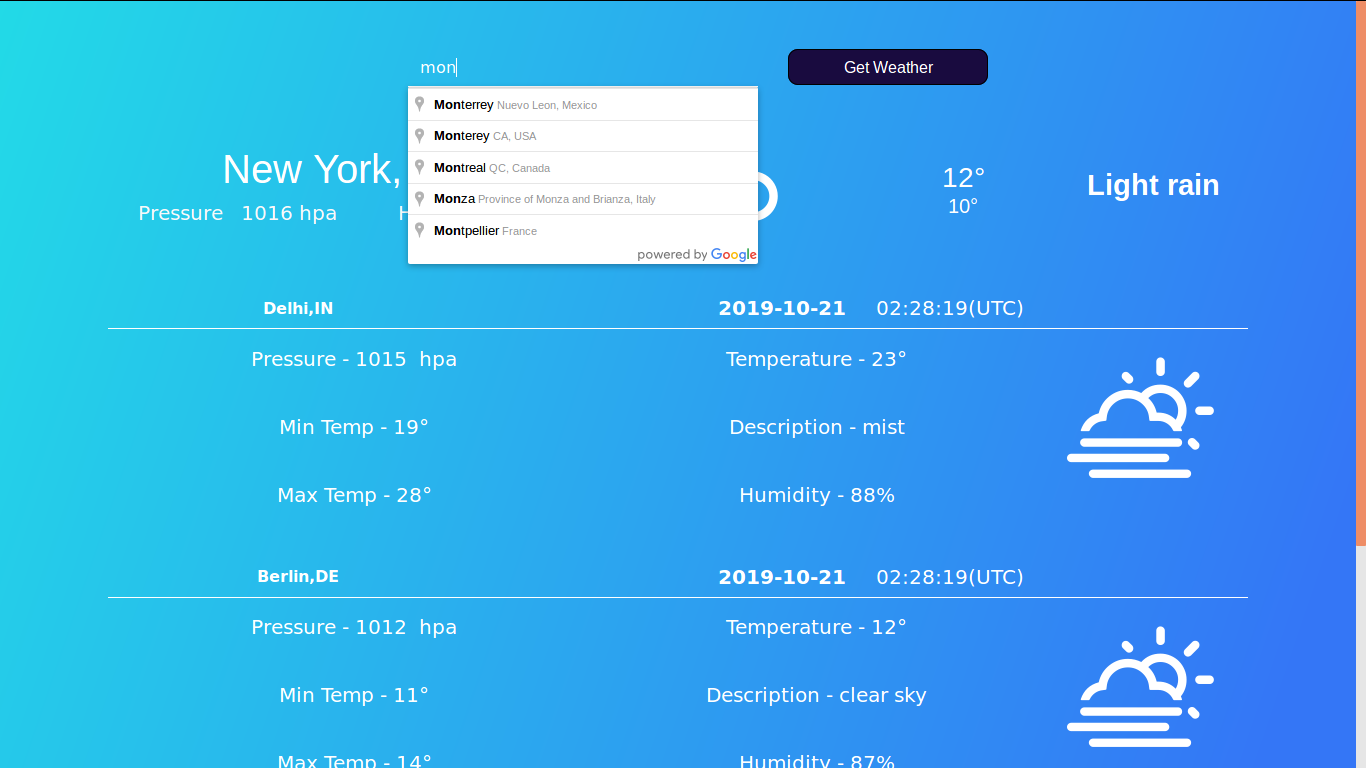 mon
Get Weather
Monterrey Nuevo Leon, Mexico
Monterey CA, USA
Montreal QC, Canada
Monza Province of Monza and Brianza, Italy
Montpellier France
powered by Google
New York,
12°
10°
Light rain
Pressure 1016 hpa H
Delhi,IN 2019-10-21 02:28:19(UTC)
Pressure - 1015 hpa Temperature - 23°
Min Temp - 19° Description - mist
Max Temp - 28° Humidity - 88%
Berlin,DE 2019-10-21 02:28:19(UTC)
Pressure - 1012 hpa Temperature - 12°
Min Temp - 11° Description - clear sky
Max Temp - 14° Humidity - 87%